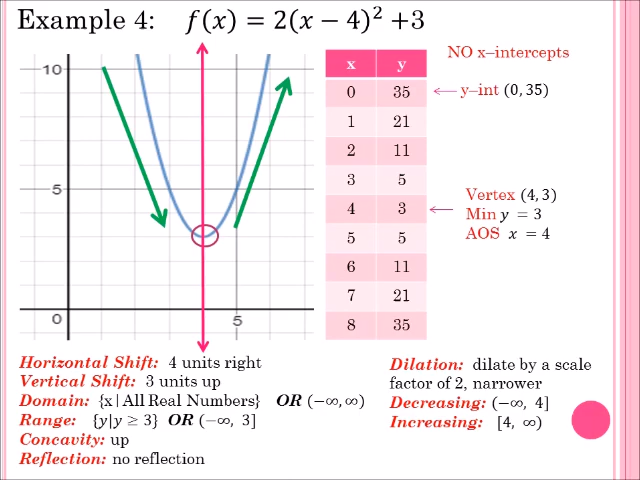 Example 4: f(x) = 2(x − 4)² +3
NO x–intercepts
x y
0 35
y–int (0, 35)
1 21
2 11
3 5
4 3
Vertex (4, 3)
Min y = 3
AOS x = 4
5 5
6 11
7 21
8 35
10
5
0
5
Horizontal Shift: 4 units right
Vertical Shift: 3 units up
Domain: {x | All Real Numbers} OR (−∞, ∞)
Range: {y|y ≥ 3} OR (−∞, 3]
Concavity: up
Reflection: no reflection
Dilation: dilate by a scale
factor of 2, narrower
Decreasing: (−∞, 4]
Increasing: [4, ∞)